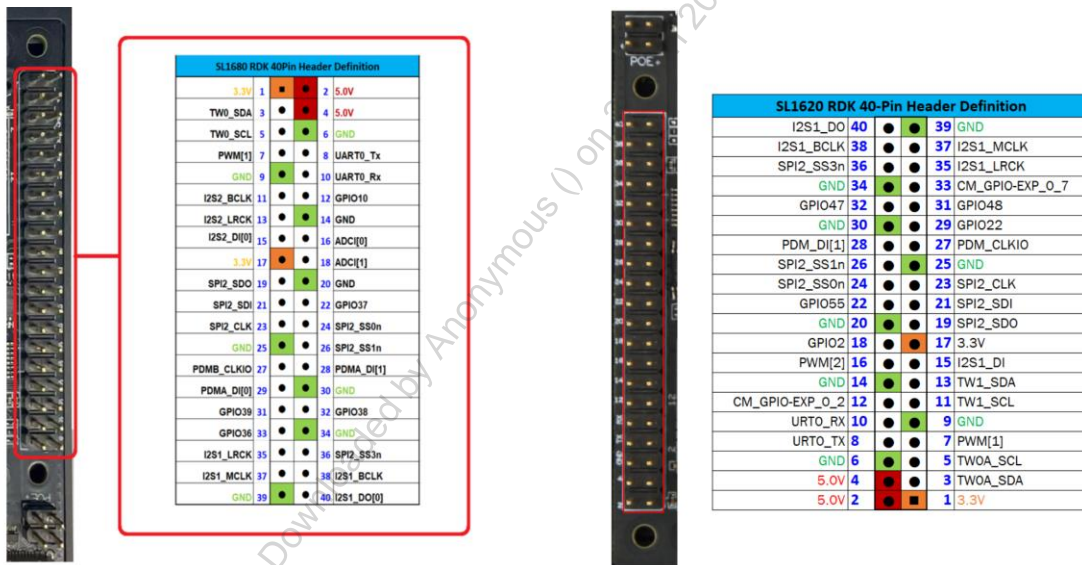 SL1680 RDK 40Pin Header Definition
3.3V 1 2 5.0V
TW0_SDA 3 4 5.0V
TW0_SCL 5 6 GND
PWM[1] 7 8 UART0_Tx
GND 9 10 UART0_Rx
I2S2_BCLK 11 12 GPIO10
I2S2_LRCK 13 14 GND
I2S2_DI[0] 15 16 ADCI[0]
3.3V 17 18 ADCI[1]
SPI2_SDO 19 20 GND
SPI2_SDI 21 22 GPIO37
SPI2_CLK 23 24 SPI2_SS0n
GND 25 26 SPI2_SS1n
PDMB_CLKIO 27 28 PDMA_DI[1]
PDMA_DI[0] 29 30 GND
GPIO39 31 32 GPIO38
GPIO36 33 34 GND
I2S1_LRCK 35 36 SPI2_SS3n
I2S1_MCLK 37 38 I2S1_BCLK
GND 39 40 I2S1_DO[0]
POE+
SL1620 RDK 40-Pin Header Definition
I2S1_DO 40 39 GND
I2S1_BCLK 38 37 I2S1_MCLK
SPI2_SS3n 36 35 I2S1_LRCK
GND 34 33 CM_GPIO-EXP_0_7
GPIO47 32 31 GPIO48
GND 30 29 GPIO22
PDM_DI[1] 28 27 PDM_CLKIO
SPI2_SS1n 26 25 GND
SPI2_SS0n 24 23 SPI2_CLK
GPIO55 22 21 SPI2_SDI
GND 20 19 SPI2_SDO
GPIO2 18 17 3.3V
PWM[2] 16 15 I2S1_DI
GND 14 13 TW1_SDA
CM_GPIO-EXP_0_2 12 11 TW1_SCL
URT0_RX 10 9 GND
URT0_TX 8 7 PWM[1]
GND 6 5 TW0A_SCL
5.0V 4 3 TW0A_SDA
5.0V 2 1 3.3V
Downloaded by Anonymous () on